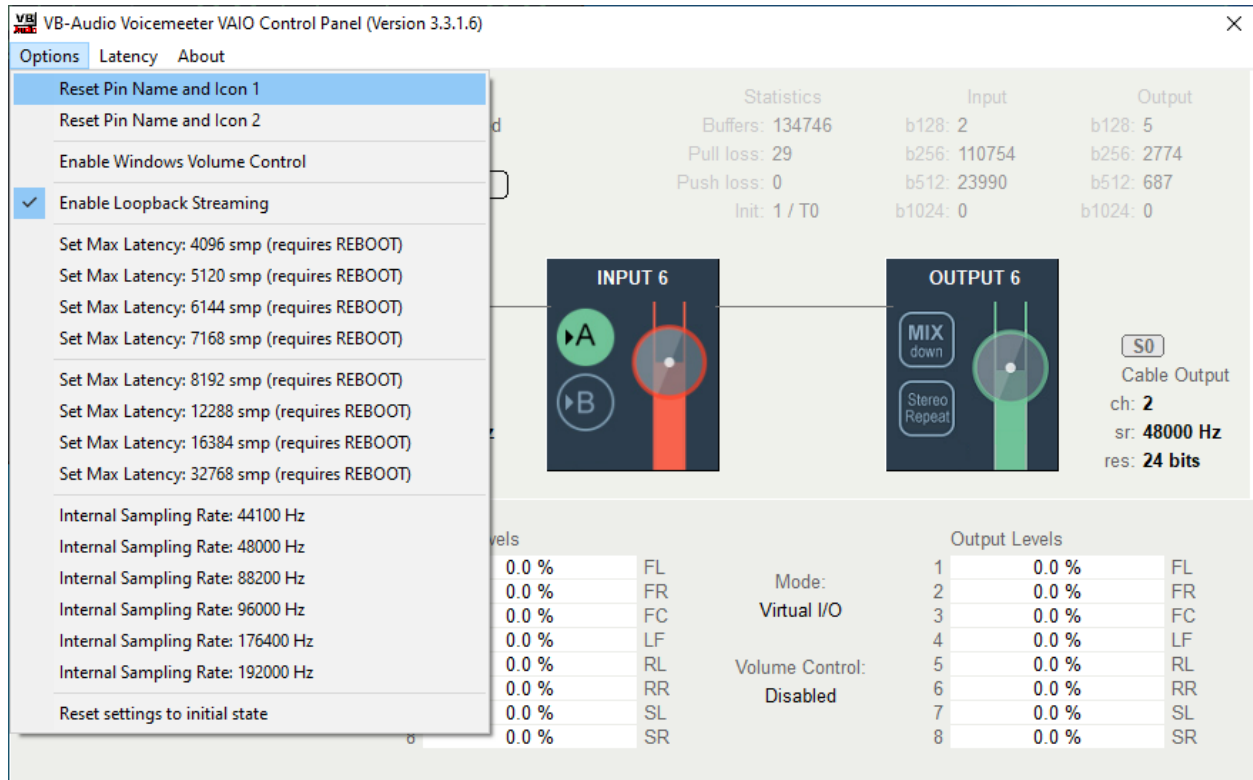 VB-Audio Voicemeeter VAIO Control Panel (Version 3.3.1.6)
Options Latency About
Reset Pin Name and Icon 1
Reset Pin Name and Icon 2
Enable Windows Volume Control
Enable Loopback Streaming
Set Max Latency: 4096 smp (requires REBOOT)
Set Max Latency: 5120 smp (requires REBOOT)
Set Max Latency: 6144 smp (requires REBOOT)
Set Max Latency: 7168 smp (requires REBOOT)
Set Max Latency: 8192 smp (requires REBOOT)
Set Max Latency: 12288 smp (requires REBOOT)
Set Max Latency: 16384 smp (requires REBOOT)
Set Max Latency: 32768 smp (requires REBOOT)
Internal Sampling Rate: 44100 Hz
Internal Sampling Rate: 48000 Hz
Internal Sampling Rate: 88200 Hz
Internal Sampling Rate: 96000 Hz
Internal Sampling Rate: 176400 Hz
Internal Sampling Rate: 192000 Hz
Reset settings to initial state
Statistics Input Output
Buffers: 134746 b128: 2 b128: 5
Pull loss: 29 b256: 110754 b256: 2774
Push loss: 0 b512: 23990 b512: 687
Init: 1 / T0 b1024: 0 b1024: 0
INPUT 6
A
B
OUTPUT 6
MIX
down
Stereo
Repeat
S0
Cable Output
ch: 2
sr: 48000 Hz
res: 24 bits
Output Levels
0.0 % FL 1 0.0 % FL
0.0 % FR 2 0.0 % FR
0.0 % FC 3 0.0 % FC
0.0 % LF 4 0.0 % LF
0.0 % RL 5 0.0 % RL
0.0 % RR 6 0.0 % RR
0.0 % SL 7 0.0 % SL
0.0 % SR 8 0.0 % SR
Mode:
Virtual I/O
Volume Control:
Disabled